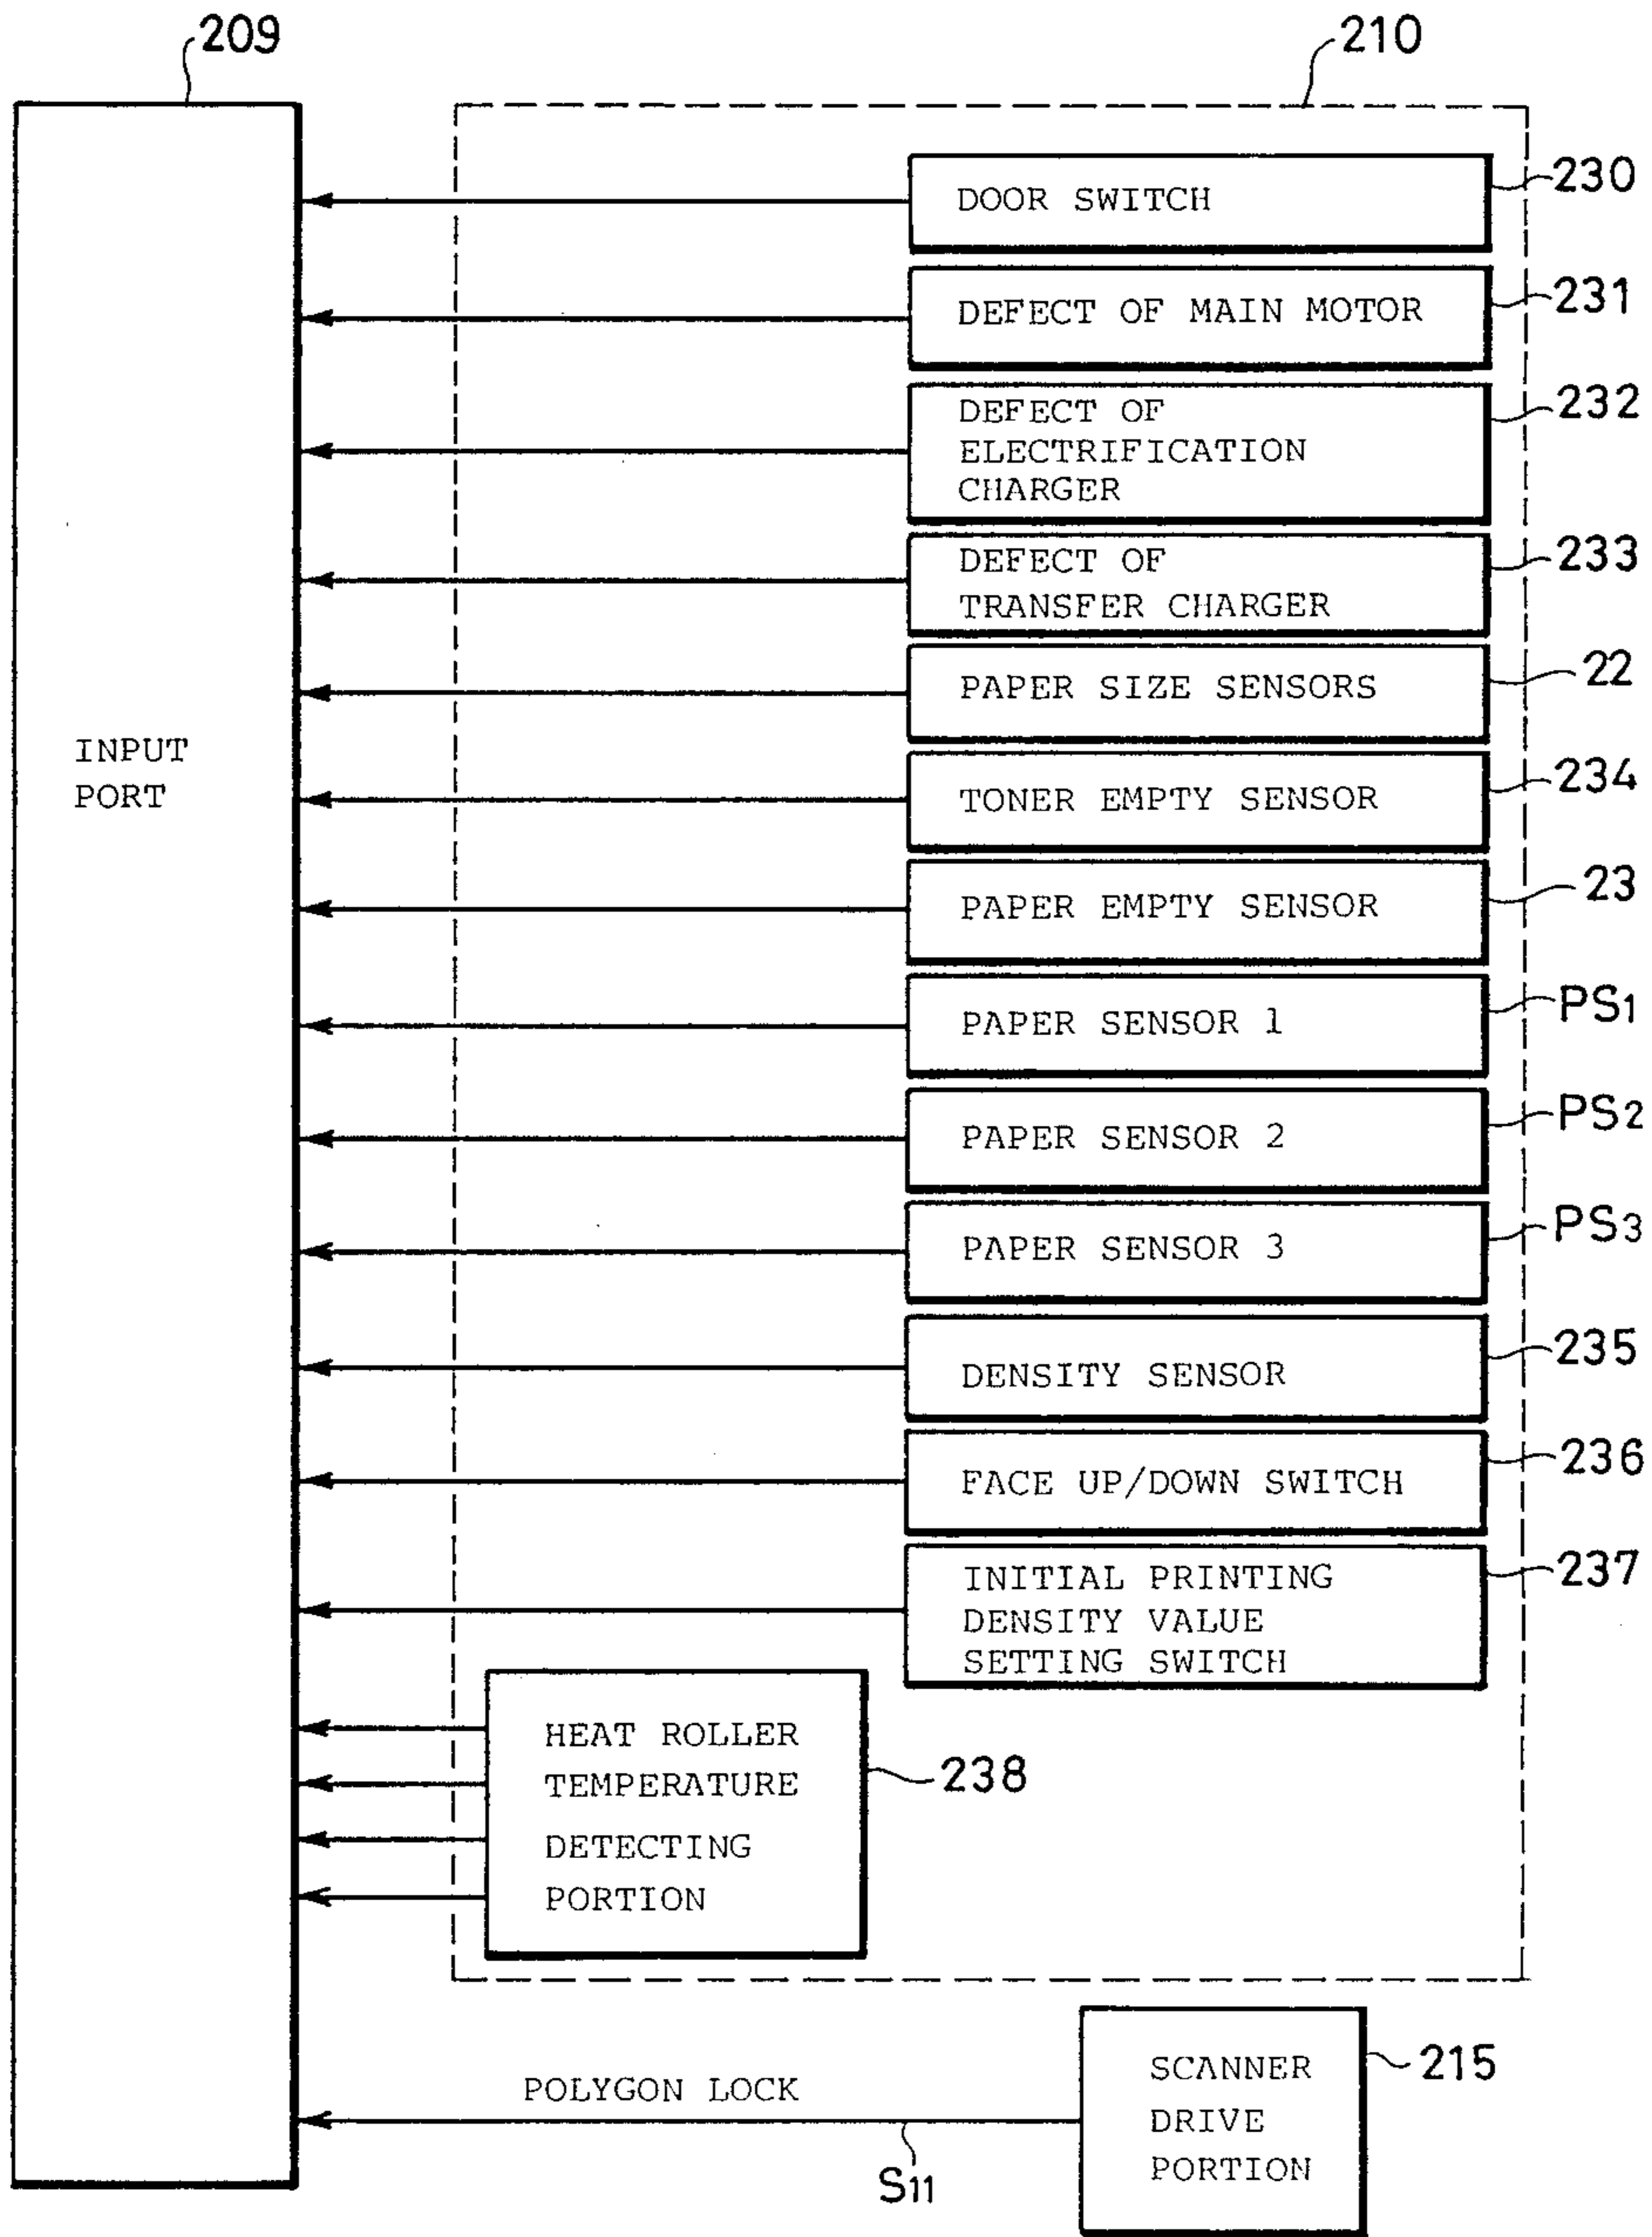 209
210
INPUT
PORT
DOOR SWITCH
230
DEFECT OF MAIN MOTOR
231
DEFECT OF
ELECTRIFICATION
CHARGER
232
DEFECT OF
TRANSFER CHARGER
233
PAPER SIZE SENSORS
22
TONER EMPTY SENSOR
234
PAPER EMPTY SENSOR
23
PAPER SENSOR 1
PS1
PAPER SENSOR 2
PS2
PAPER SENSOR 3
PS3
DENSITY SENSOR
235
FACE UP/DOWN SWITCH
236
INITIAL PRINTING
DENSITY VALUE
SETTING SWITCH
237
HEAT ROLLER
TEMPERATURE
DETECTING
PORTION
238
POLYGON LOCK
S11
SCANNER
DRIVE
PORTION
215